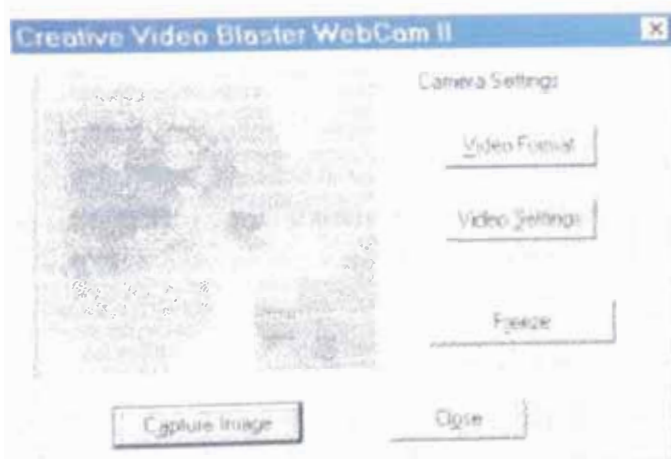 Creative Video Blaster WebCam II
Camera Settings
Video Format
Video Settings
Freeze
Capture Image
Close